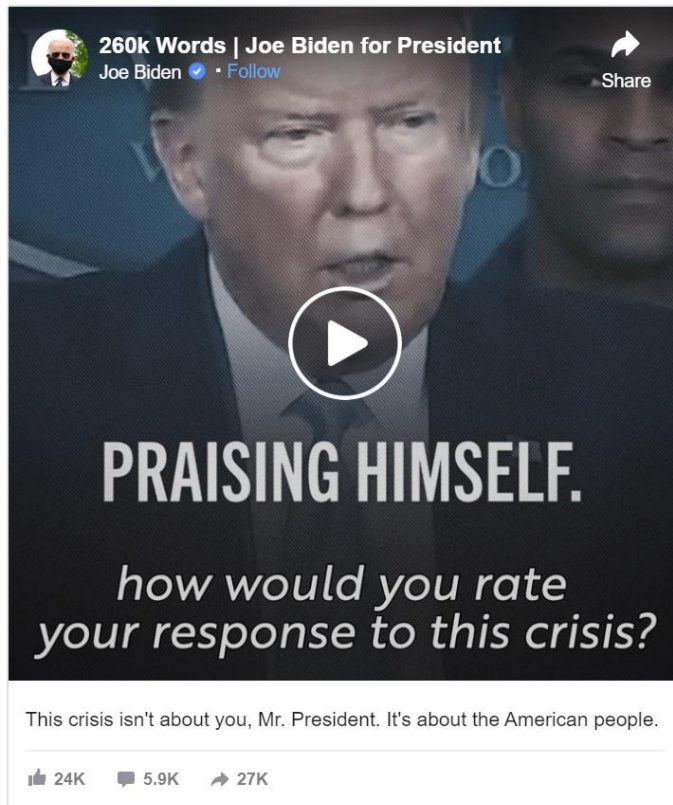 260k Words | Joe Biden for President
Joe Biden · Follow
Share
PRAISING HIMSELF.
how would you rate
your response to this crisis?
This crisis isn't about you, Mr. President. It's about the American people.
24K 5.9K 27K